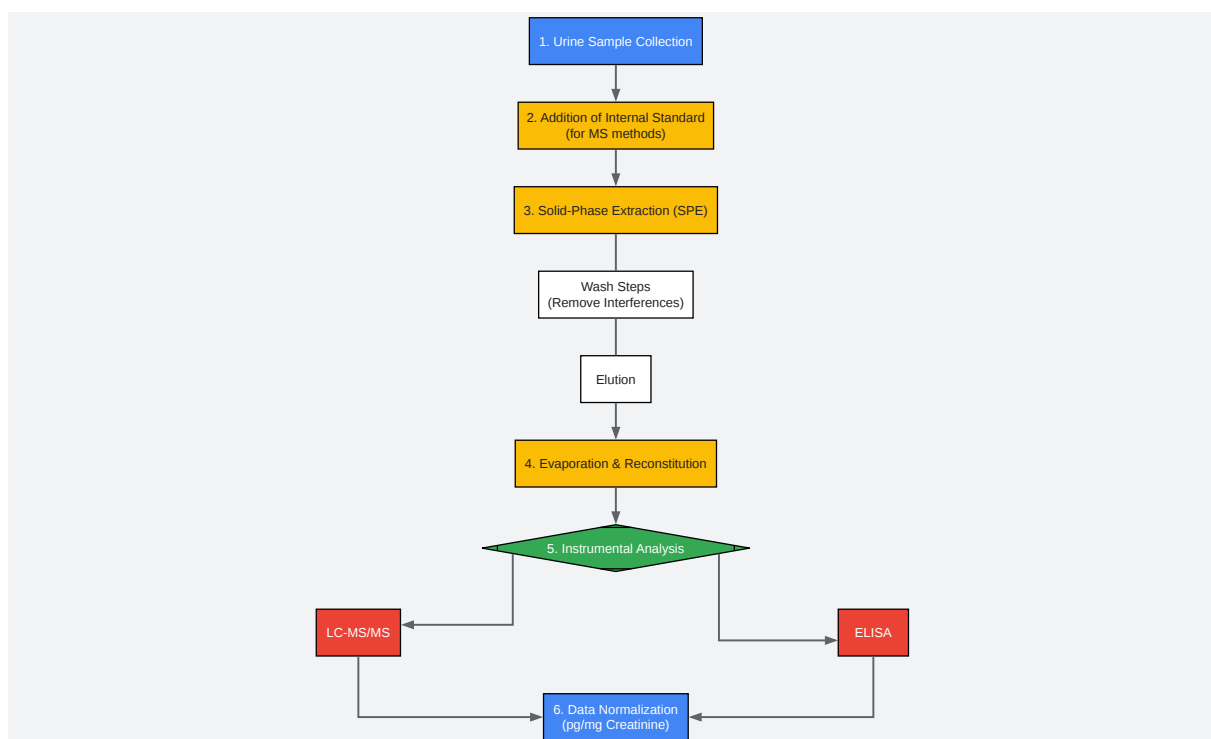 1. Urine Sample Collection
2. Addition of Internal Standard
(for MS methods)
3. Solid-Phase Extraction (SPE)
Wash Steps
(Remove Interferences)
Elution
4. Evaporation & Reconstitution
5. Instrumental Analysis
LC-MS/MS
ELISA
6. Data Normalization
(pg/mg Creatinine)